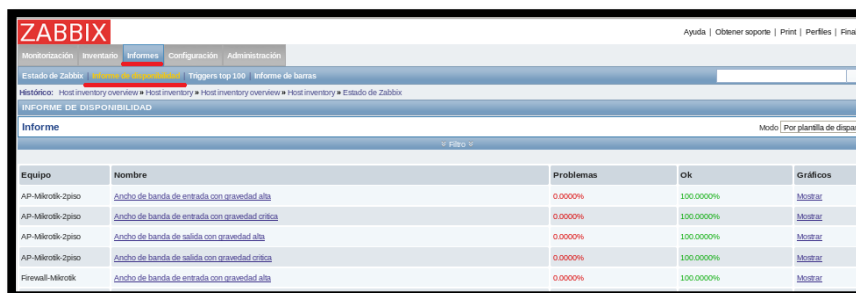 ZABBIX
Ayuda | Obtener soporte | Print | Perfiles |
Monitorización Inventario Informes Configuración Administración
Estado de Zabbix | Informe de disponibilidad | Triggers top 100 | Informe de barras
Histórico: Host inventory overview » Host inventory » Host inventory overview » Host inventory » Estado de Zabbix
INFORME DE DISPONIBILIDAD
Informe Modo Por plantilla de
Filtro
Equipo Nombre Problemas Ok Gráficos
AP-Mikrotik-2piso Ancho de banda de entrada con gravedad alta 0.0000% 100.0000% Mostrar
AP-Mikrotik-2piso Ancho de banda de entrada con gravedad critica 0.0000% 100.0000% Mostrar
AP-Mikrotik-2piso Ancho de banda de salida con gravedad alta 0.0000% 100.0000% Mostrar
AP-Mikrotik-2piso Ancho de banda de salida con gravedad critica 0.0000% 100.0000% Mostrar
Firewall-Mikrotik Ancho de banda de entrada con gravedad alta 0.0000% 100.0000% Mostrar